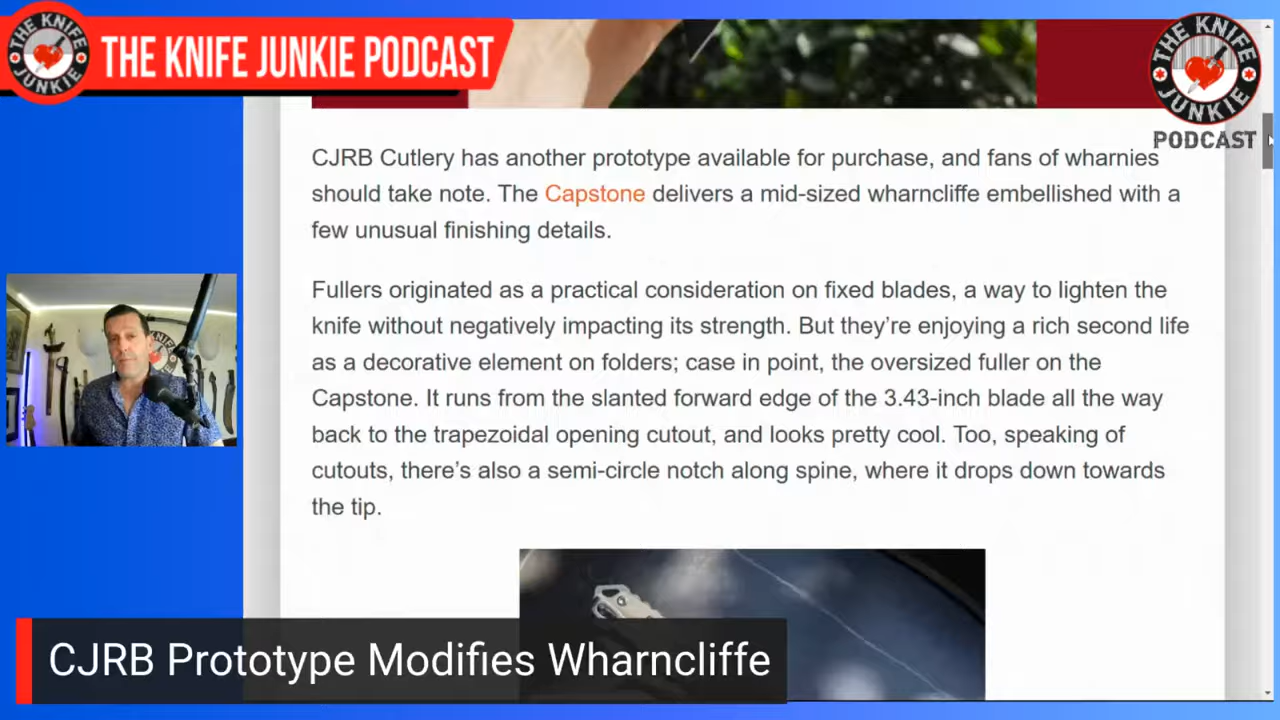 THE KNIFE JUNKIE
THE KNIFE JUNKIE PODCAST
THE KNIFE JUNKIE
PODCAST
CJRB Cutlery has another prototype available for purchase, and fans of wharnies
should take note. The Capstone delivers a mid-sized wharncliffe embellished with a
few unusual finishing details.
Fullers originated as a practical consideration on fixed blades, a way to lighten the
knife without negatively impacting its strength. But they’re enjoying a rich second life
as a decorative element on folders; case in point, the oversized fuller on the
Capstone. It runs from the slanted forward edge of the 3.43-inch blade all the way
back to the trapezoidal opening cutout, and looks pretty cool. Too, speaking of
cutouts, there’s also a semi-circle notch along spine, where it drops down towards
the tip.
CJRB Prototype Modifies Wharncliffe